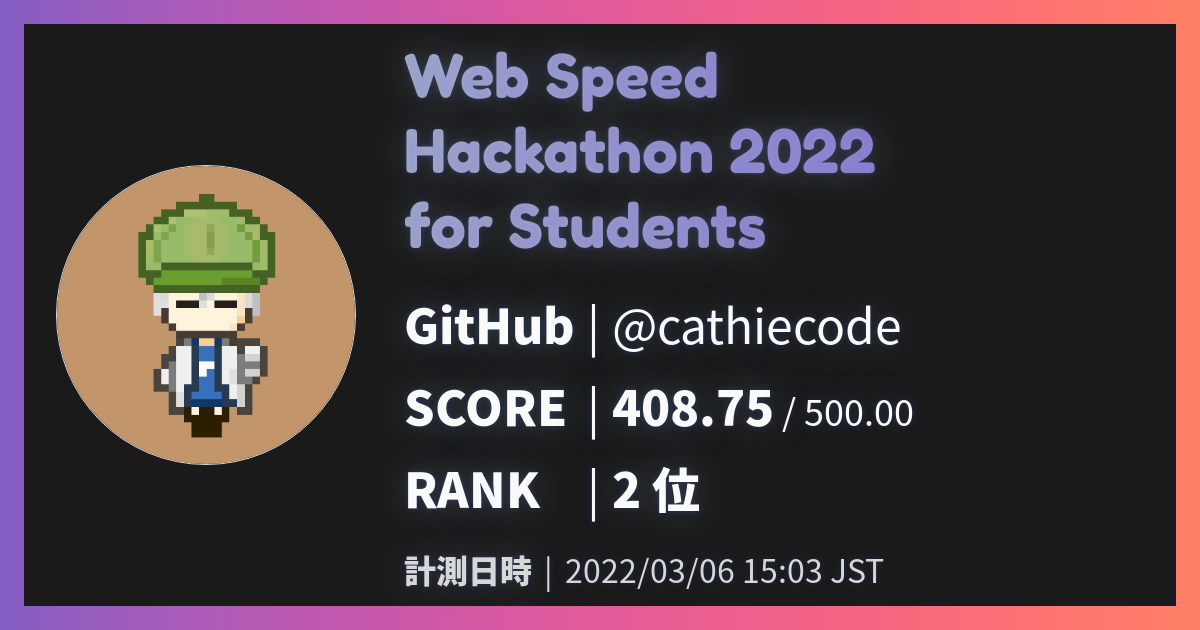 Web Speed
Hackathon 2022
for Students
GitHub | @cathiecode
SCORE | 408.75 / 500.00
RANK | 2 位
計測日時 | 2022/03/06 15:03 JST